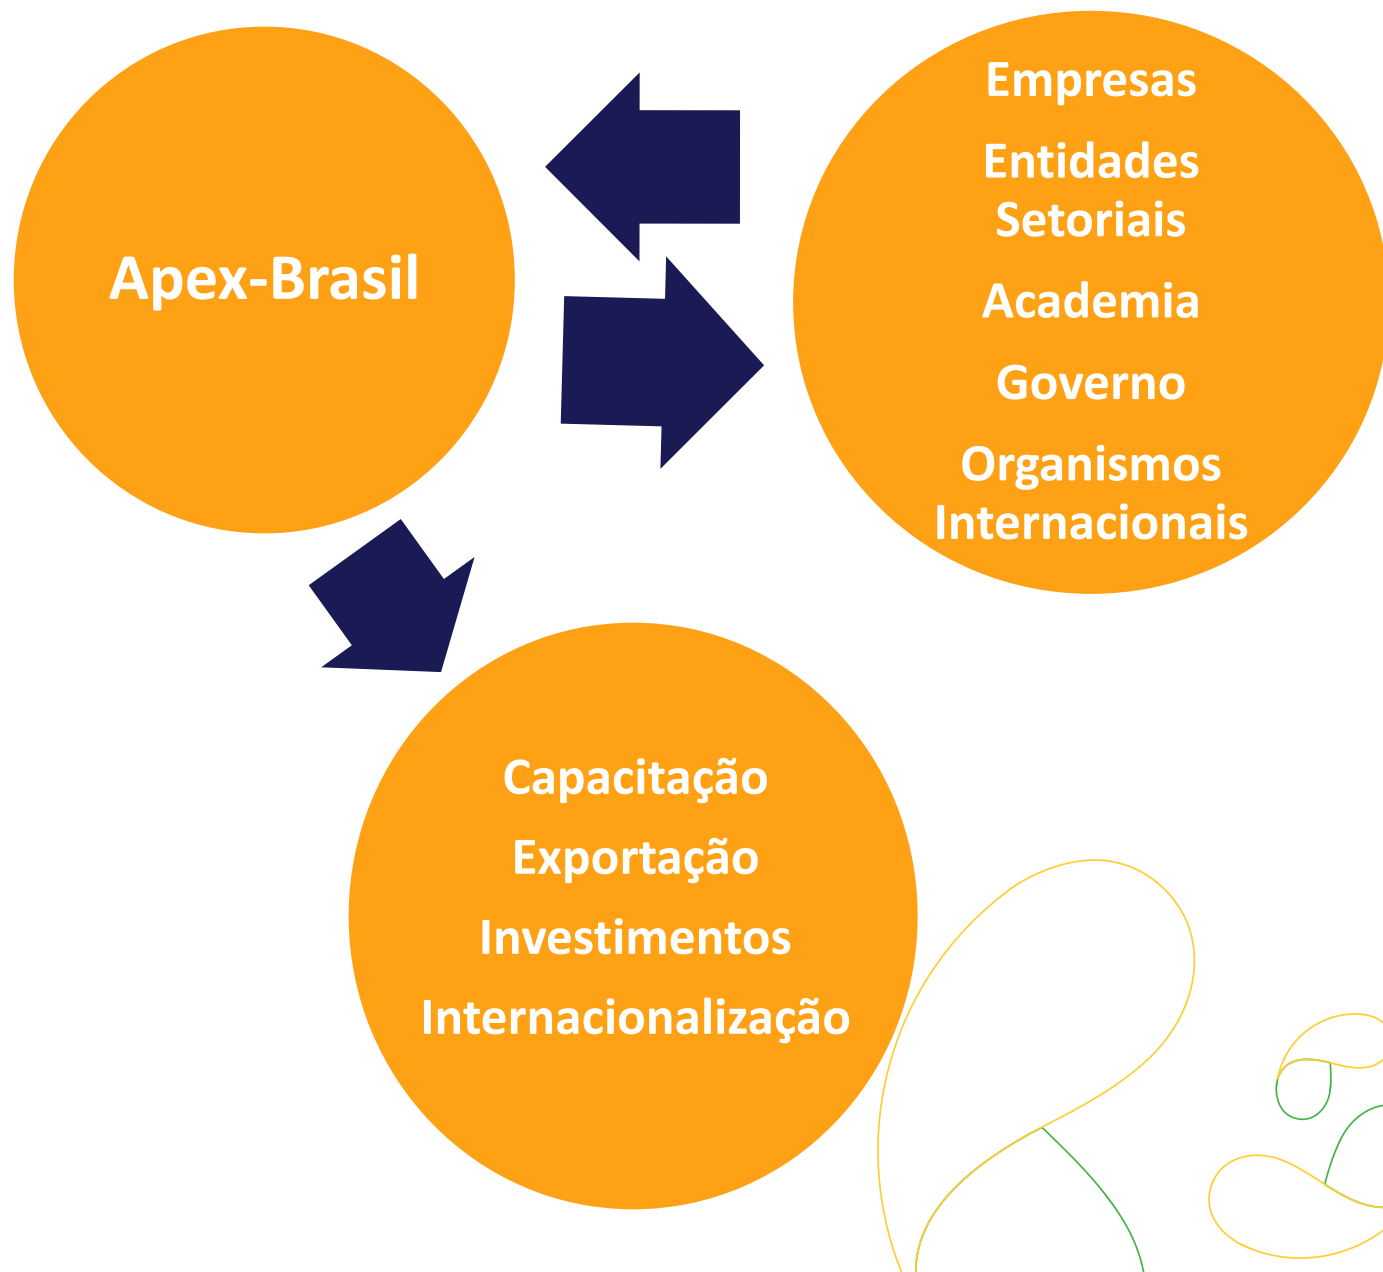 Apex-Brasil
Empresas
Entidades
Setoriais
Academia
Governo
Organismos
Internacionais
Capacitação
Exportação
Investimentos
Internacionalização